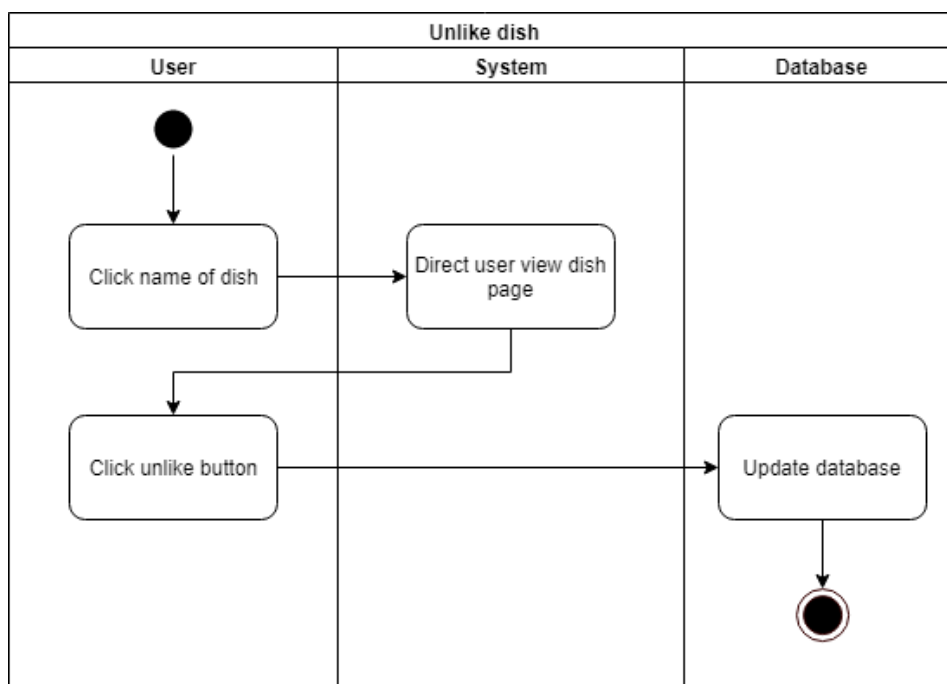 Unlike dish
User
System
Database
Click name of dish
Direct user view dish
page
Click unlike button
Update database